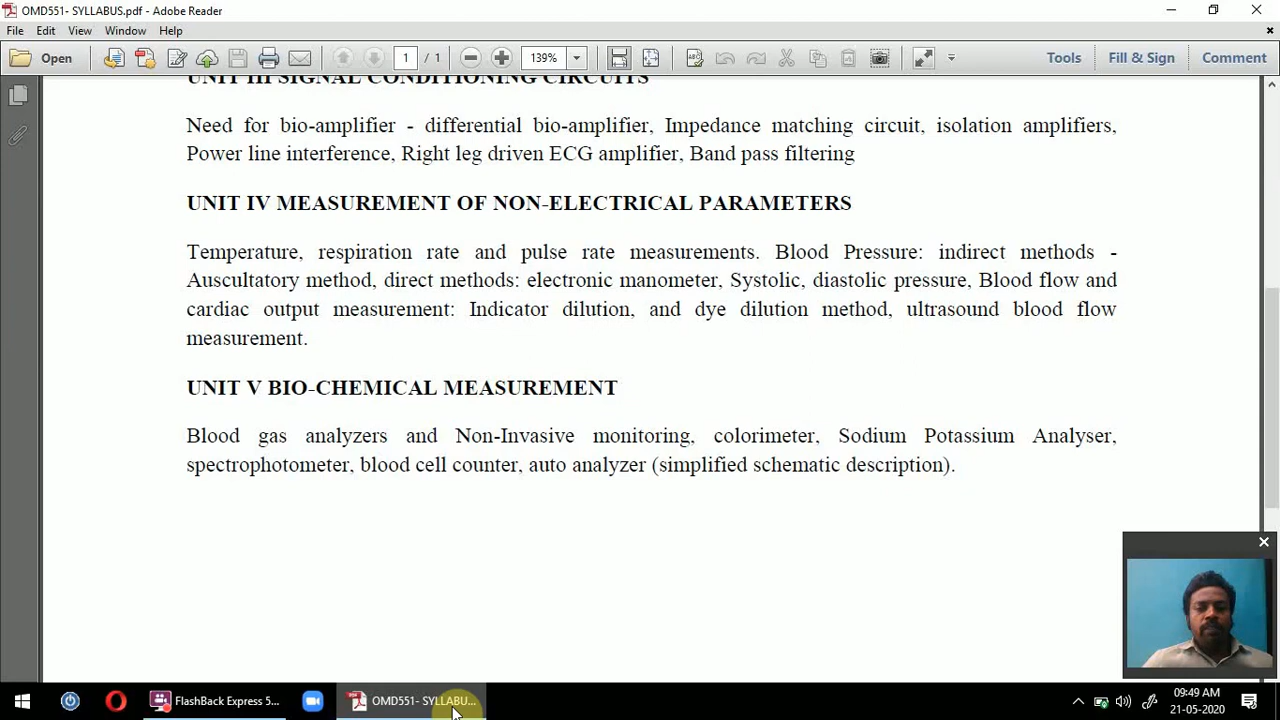 OMD551- SYLLABUS.pdf - Adobe Reader
File Edit View Window Help
Open 1 / 1 139% Tools Fill & Sign Comment
UNIT III SIGNAL CONDITIONING CIRCUITS
Need for bio-amplifier - differential bio-amplifier, Impedance matching circuit, isolation amplifiers,
Power line interference, Right leg driven ECG amplifier, Band pass filtering
UNIT IV MEASUREMENT OF NON-ELECTRICAL PARAMETERS
Temperature, respiration rate and pulse rate measurements. Blood Pressure: indirect methods -
Auscultatory method, direct methods: electronic manometer, Systolic, diastolic pressure, Blood flow and
cardiac output measurement: Indicator dilution, and dye dilution method, ultrasound blood flow
measurement.
UNIT V BIO-CHEMICAL MEASUREMENT
Blood gas analyzers and Non-Invasive monitoring, colorimeter, Sodium Potassium Analyser,
spectrophotometer, blood cell counter, auto analyzer (simplified schematic description).
FlashBack Express 5... OMD551- SYLLABU... 09:49 AM
21-05-2020